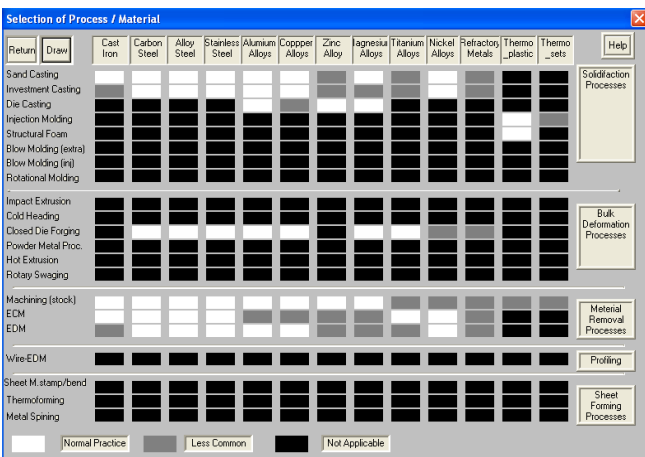 Selection of Process / Material
Return Draw Cast Iron Carbon Steel Alloy Steel Stainless Steel Alumium Alloys Coppper Alloys Zinc Alloy Iagnesiu Alloys Titanium Alloys Nickel Alloys Refractory Metals Thermo _plastic Thermo _sets Help
Sand Casting
Investment Casting
Die Casting
Injection Molding
Structural Foam
Blow Molding (extra)
Blow Molding (inj)
Rotational Molding
Solidifaction
Processes
Impact Extrusion
Cold Heading
Closed Die Forging
Powder Metal Proc.
Hot Extrusion
Rotary Swaging
Bulk
Deformation
Processes
Machining (stock)
ECM
EDM
Meterial
Removal
Processes
Wire-EDM
Profiling
Sheet M.stamp/bend
Thermoforming
Metal Spining
Sheet
Forming
Processes
Normal Practice Less Common Not Applicable